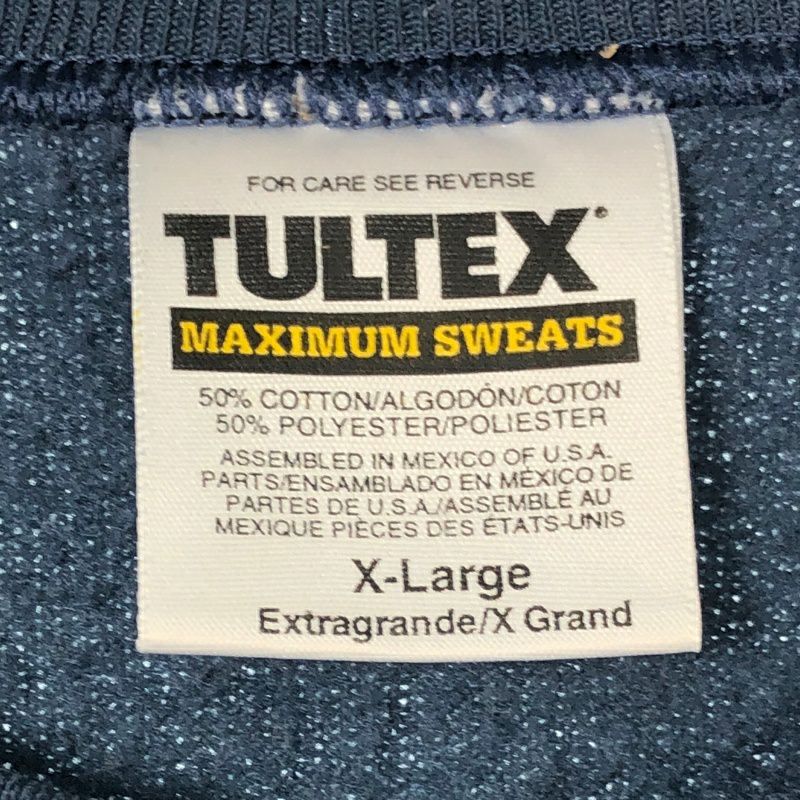 FOR CARE SEE REVERSE
TULTEX®
MAXIMUM SWEATS
50% COTTON/ALGODÓN/COTON
50% POLYESTER/POLIESTER
ASSEMBLED IN MEXICO OF U.S.A.
PARTS/ENSAMBLADO EN MÉXICO DE
PARTES DE U.S.A./ASSEMBLÉ AU
MEXIQUE PIÈCES DES ÉTATS-UNIS
X-Large
Extragrande/X Grand